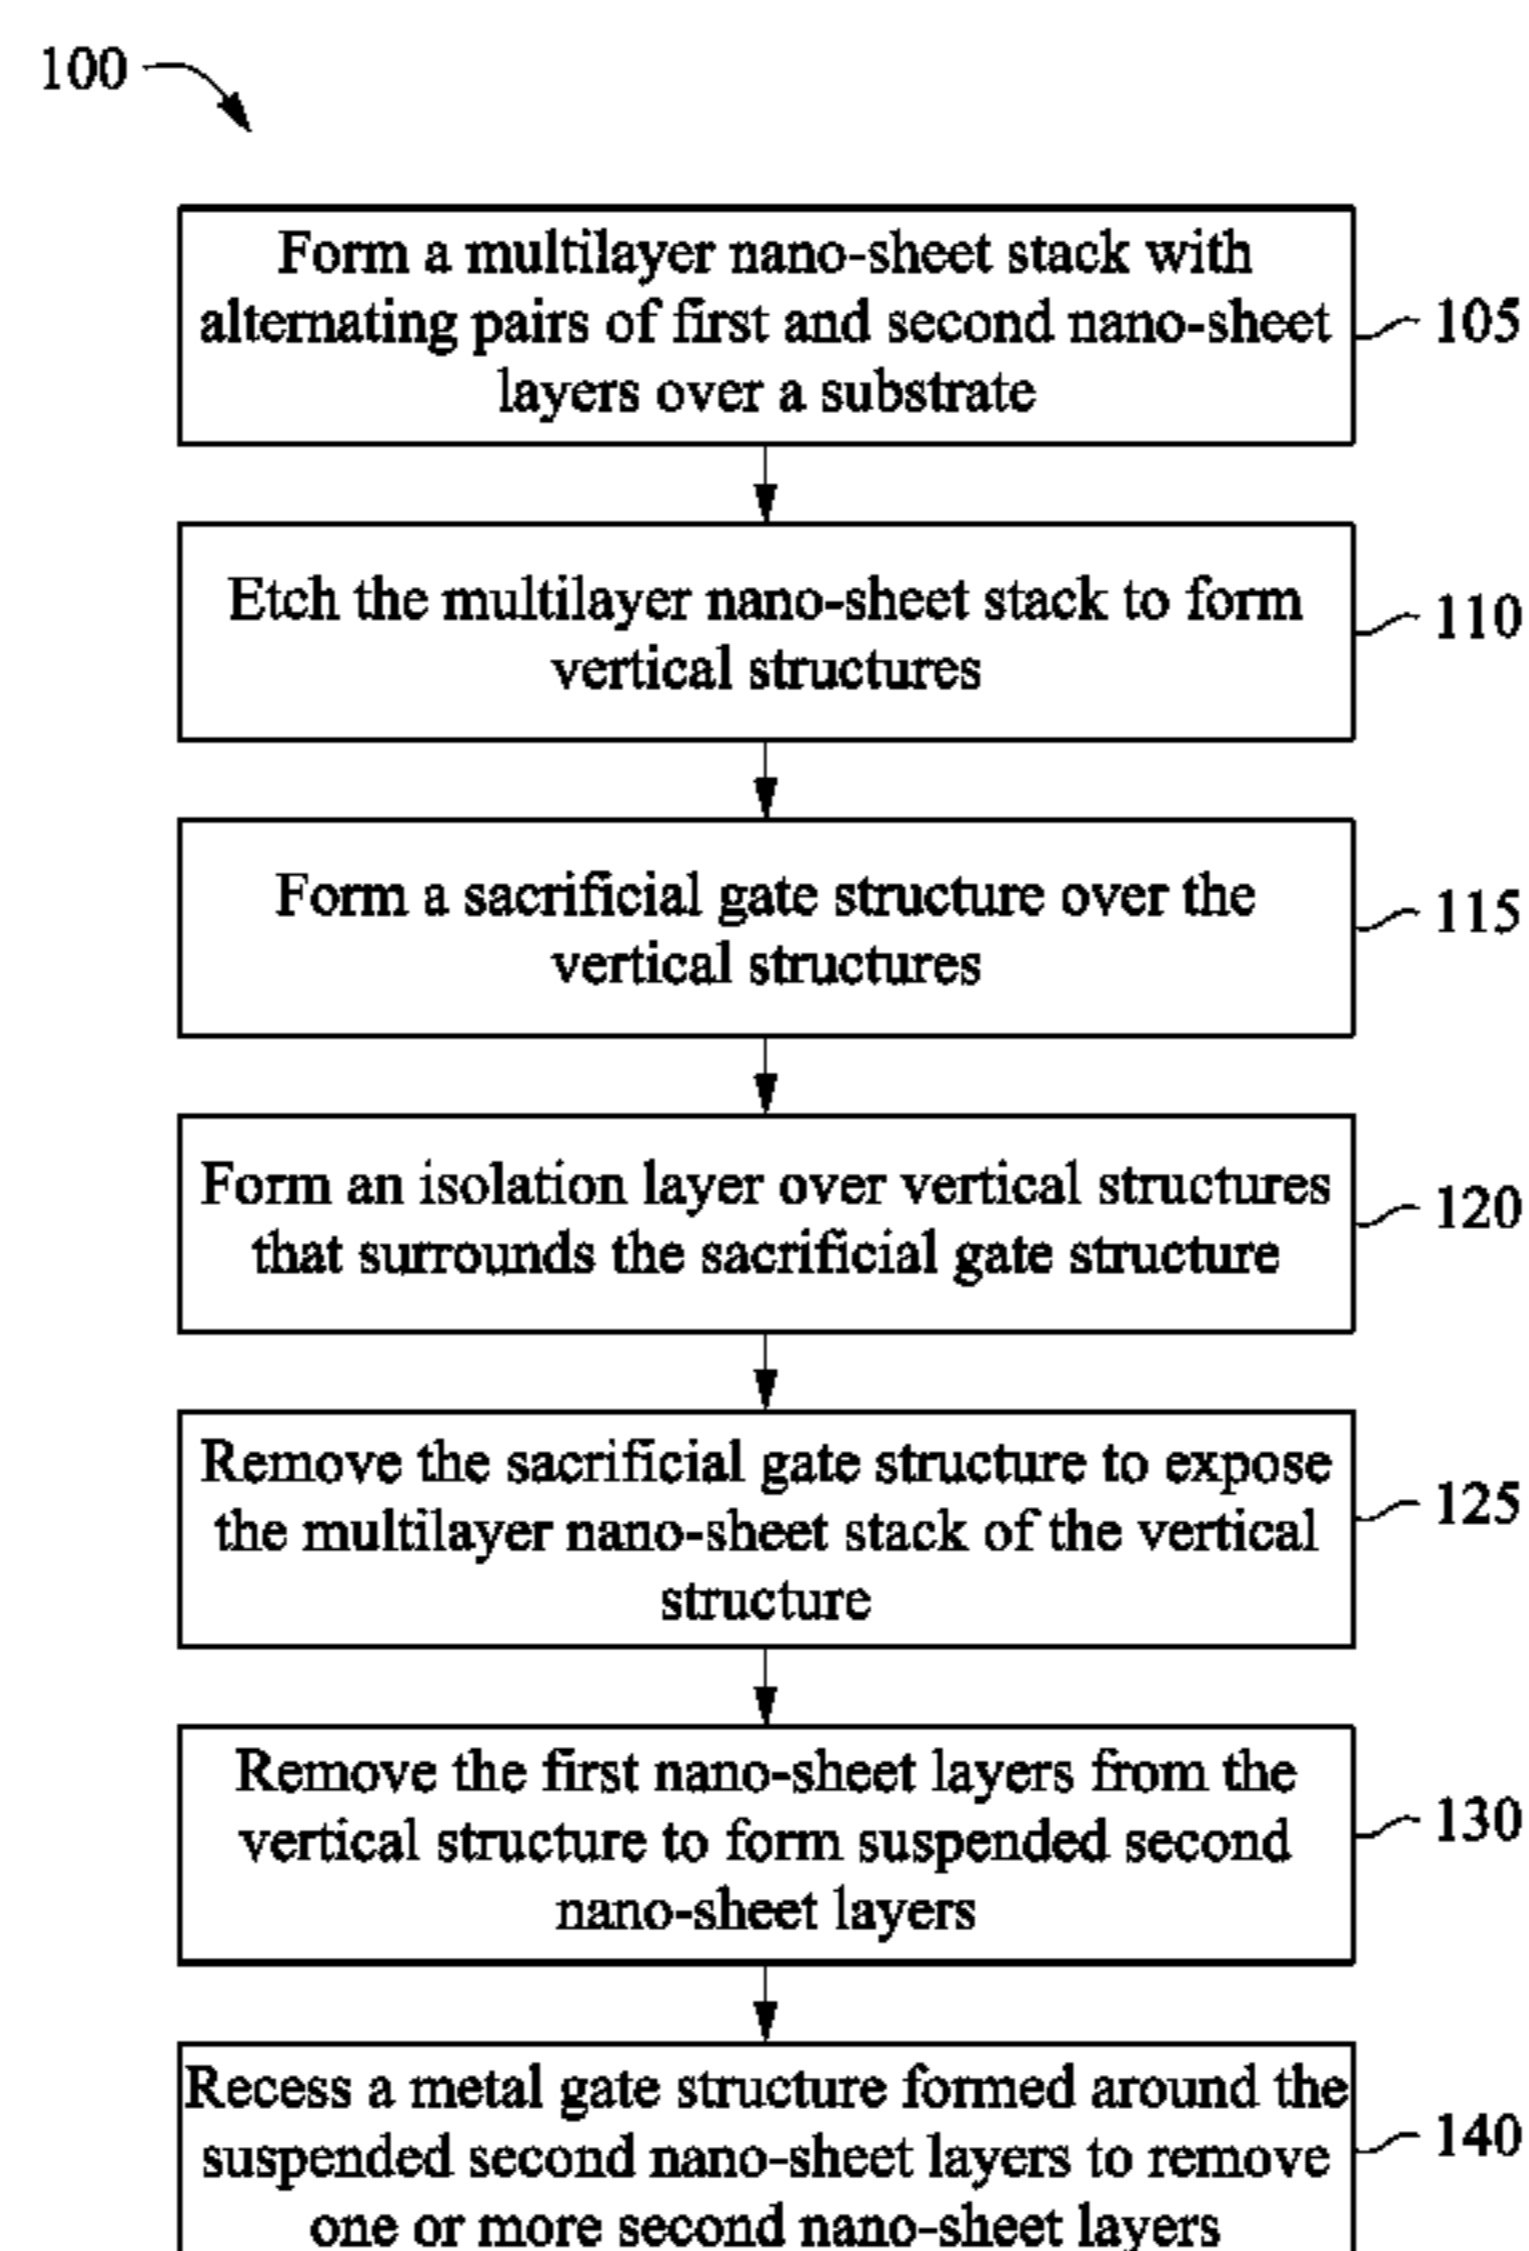 100
Form a multilayer nano-sheet stack with
alternating pairs of first and second nano-sheet
layers over a substrate
105
Etch the multilayer nano-sheet stack to form
vertical structures
110
Form a sacrificial gate structure over the
vertical structures
115
Form an isolation layer over vertical structures
that surrounds the sacrificial gate structure
120
Remove the sacrificial gate structure to expose
the multilayer nano-sheet stack of the vertical
structure
125
Remove the first nano-sheet layers from the
vertical structure to form suspended second
nano-sheet layers
130
Recess a metal gate structure formed around the
suspended second nano-sheet layers to remove
one or more second nano-sheet layers
140